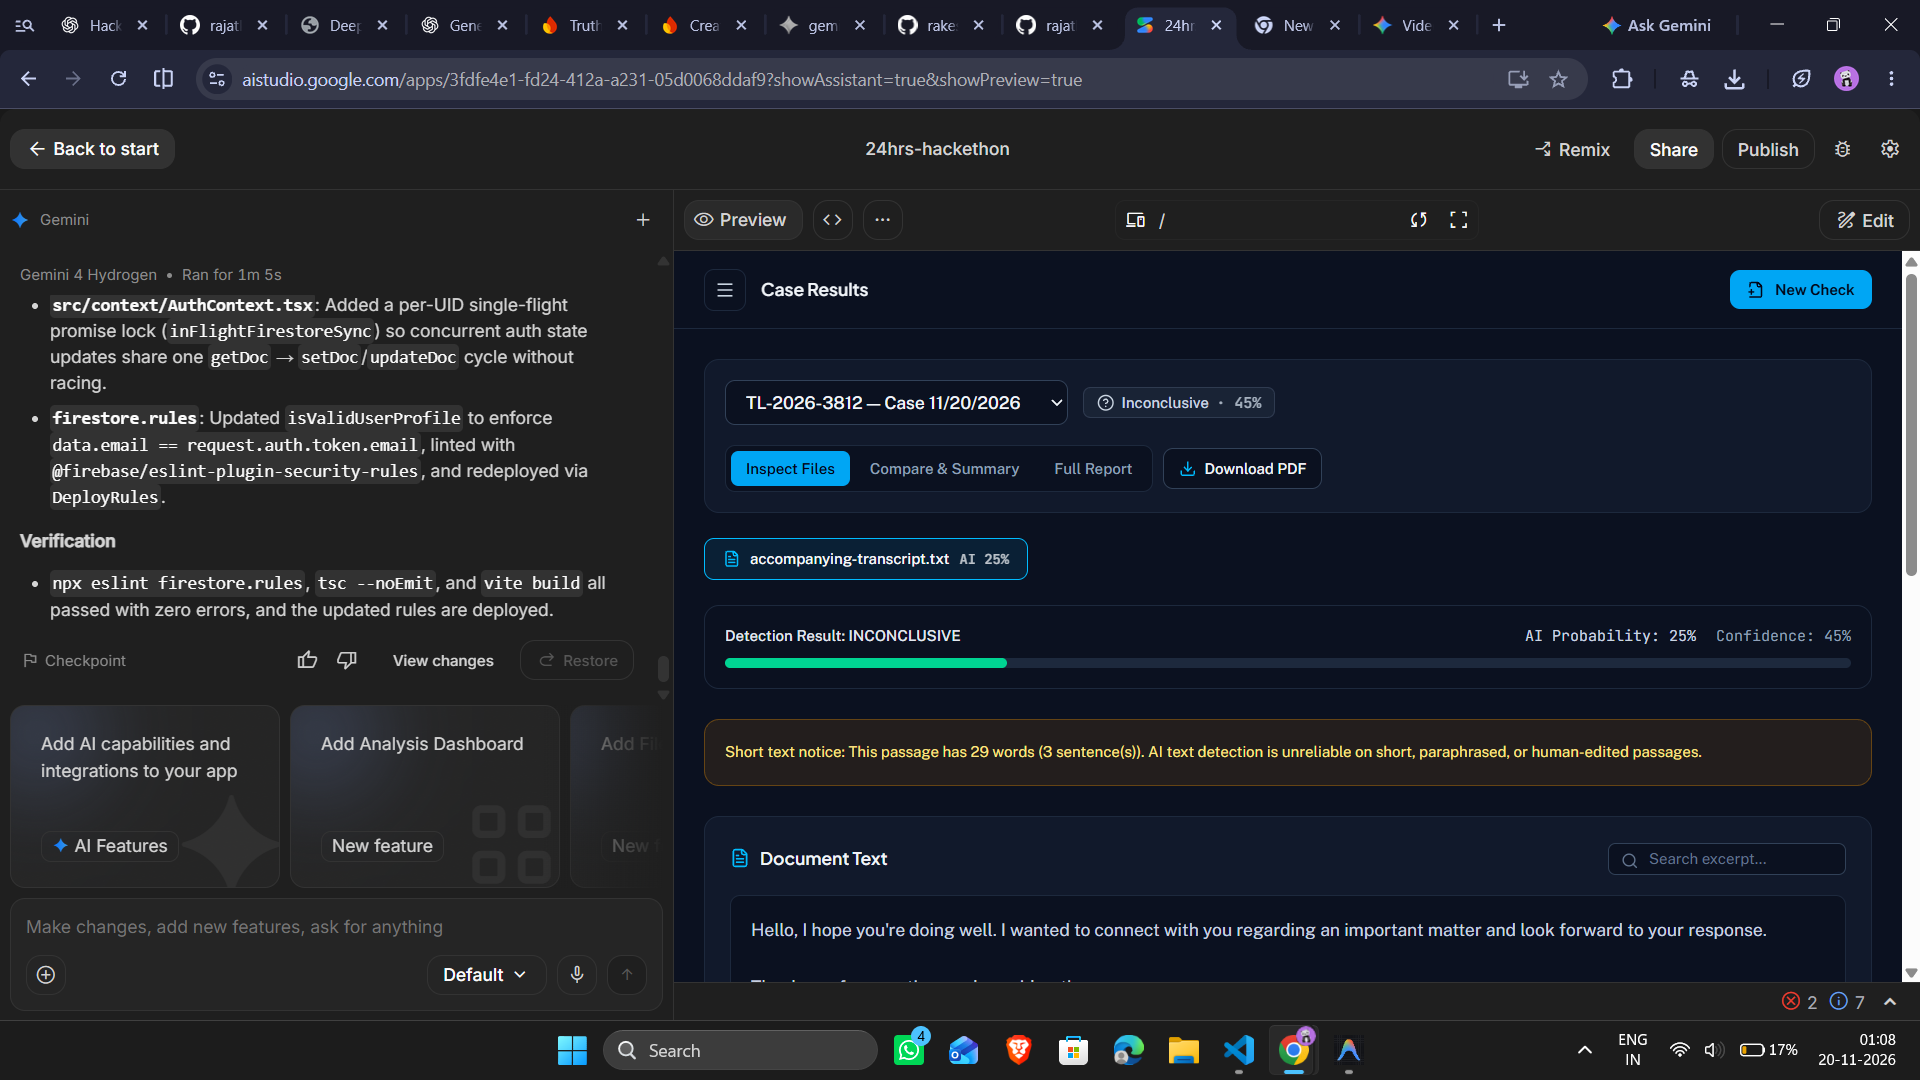 Hack
rajat
Deep
Gene
Truth
Crea
gem
rake
rajat
24hr
New
Vide
Ask Gemini
aistudio.google.com/apps/3fdfe4e1-fd24-412a-a231-05d0068ddaf9?showAssistant=true&showPreview=true
Back to start
24hrs-hackethon
Remix
Share
Publish
Gemini
Preview
/
Edit
Gemini 4 Hydrogen • Ran for 1m 5s
• src/context/AuthContext.tsx: Added a per-UID single-flight
promise lock (inFlightFirestoreSync) so concurrent auth state
updates share one getDoc → setDoc/updateDoc cycle without
racing.
• firestore.rules: Updated isValidUserProfile to enforce
data.email == request.auth.token.email, linted with
@firebase/eslint-plugin-security-rules, and redeployed via
DeployRules.
Verification
• npx eslint firestore.rules, tsc --noEmit, and vite build all
passed with zero errors, and the updated rules are deployed.
Checkpoint
View changes
Restore
Add AI capabilities and
integrations to your app
AI Features
Add Analysis Dashboard
New feature
Add Fi
New f
Make changes, add new features, ask for anything
Default
Case Results
New Check
TL-2026-3812 — Case 11/20/2026
Inconclusive · 45%
Inspect Files
Compare & Summary
Full Report
Download PDF
accompanying-transcript.txt AI 25%
Detection Result: INCONCLUSIVE
AI Probability: 25% Confidence: 45%
Short text notice: This passage has 29 words (3 sentence(s)). AI text detection is unreliable on short, paraphrased, or human-edited passages.
Document Text
Search excerpt...
Hello, I hope you're doing well. I wanted to connect with you regarding an important matter and look forward to your response.
2
7
Search
4
ENG
IN
17%
01:08
20-11-2026